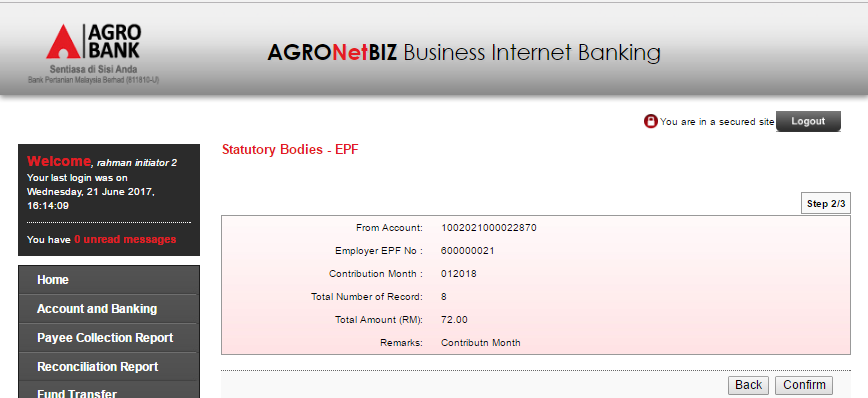 AGRO
BANK
Sentiasa di Sisi Anda
Bank Pertanian Malaysia Berhad (811810-U)
AGRONetBIZ Business Internet Banking
You are in a secured site
Logout
Welcome, rahman initiator 2
Your last login was on
Wednesday, 21 June 2017,
16:14:09
You have 0 unread messages
Home
Account and Banking
Payee Collection Report
Reconciliation Report
Fund Transfer
Statutory Bodies - EPF
Step 2/3
From Account: 1002021000022870
Employer EPF No : 600000021
Contribution Month : 012018
Total Number of Record: 8
Total Amount (RM): 72.00
Remarks: Contributn Month
Back
Confirm